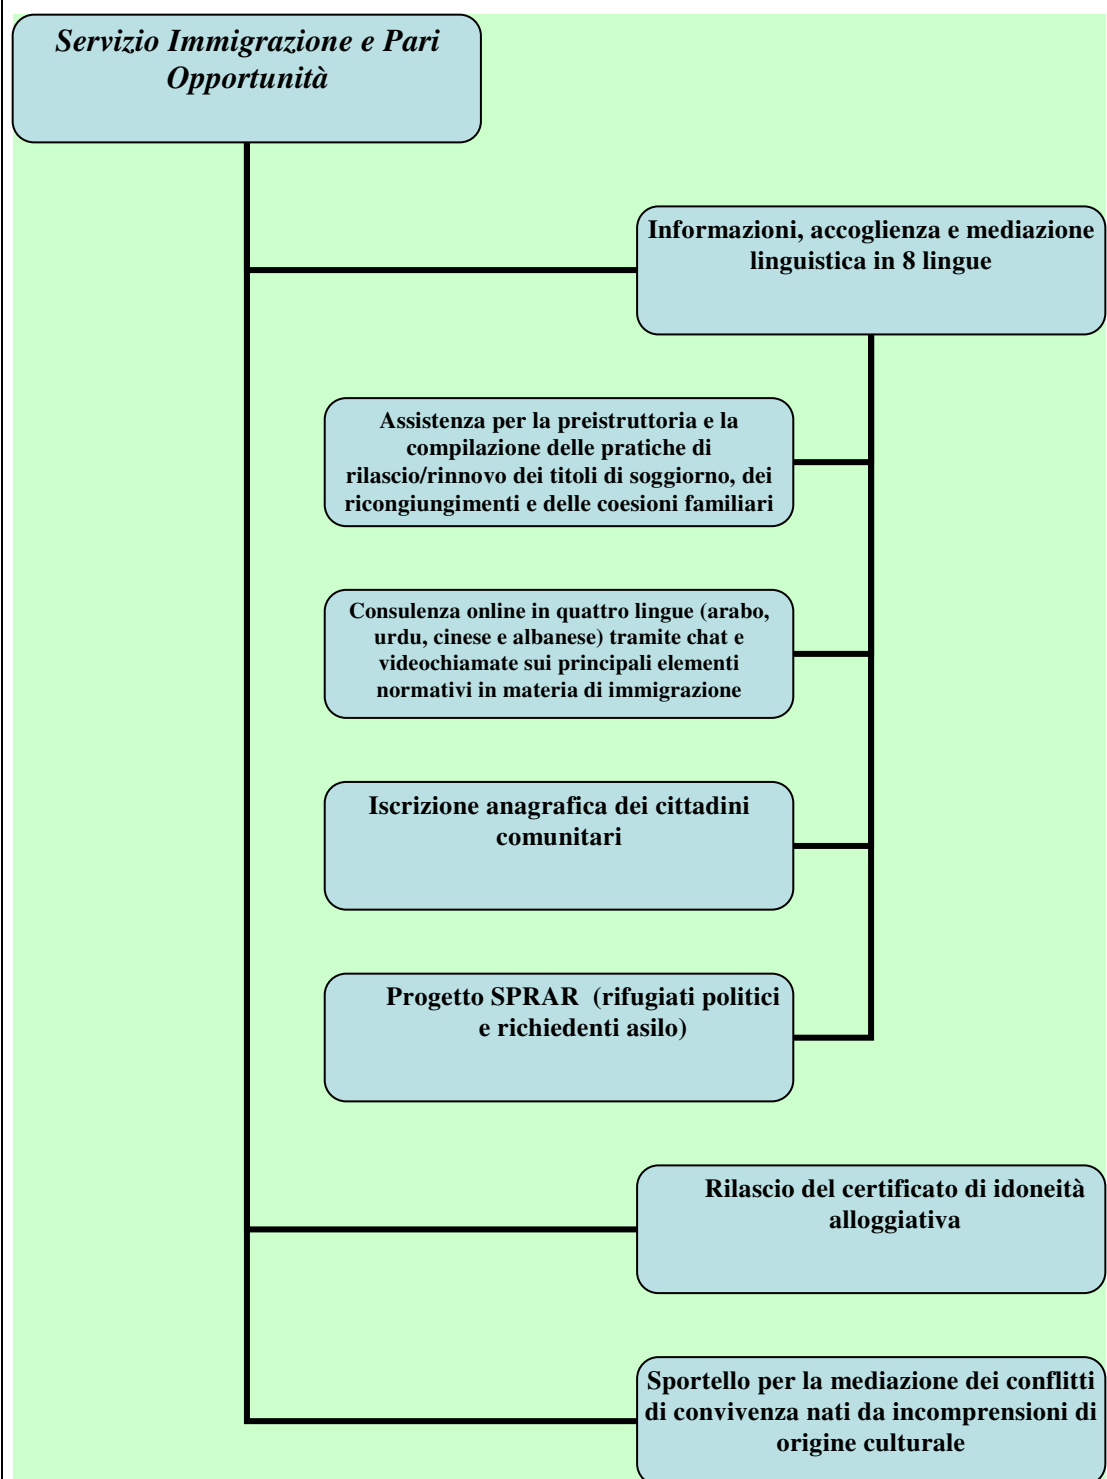 Servizio Immigrazione e Pari
Opportunità
Informazioni, accoglienza e mediazione
linguistica in 8 lingue
Assistenza per la preistruttoria e la
compilazione delle pratiche di
rilascio/rinnovo dei titoli di soggiorno, dei
ricongiungimenti e delle coesioni familiari
Consulenza online in quattro lingue (arabo,
urdu, cinese e albanese) tramite chat e
videochiamate sui principali elementi
normativi in materia di immigrazione
Iscrizione anagrafica dei cittadini
comunitari
Progetto SPRAR (rifugiati politici
e richiedenti asilo)
Rilascio del certificato di idoneità
alloggiativa
Sportello per la mediazione dei conflitti
di convivenza nati da incomprensioni di
origine culturale